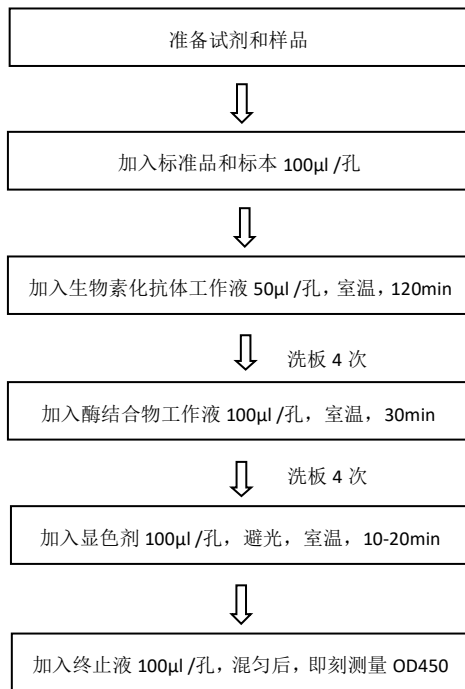 准备试剂和样品
加入标准品和标本 100μl /孔
加入生物素化抗体工作液 50μl /孔，室温，120min
洗板 4 次
加入酶结合物工作液 100μl /孔，室温，30min
洗板 4 次
加入显色剂 100μl /孔，避光，室温，10-20min
加入终止液 100μl /孔，混匀后，即刻测量 OD450